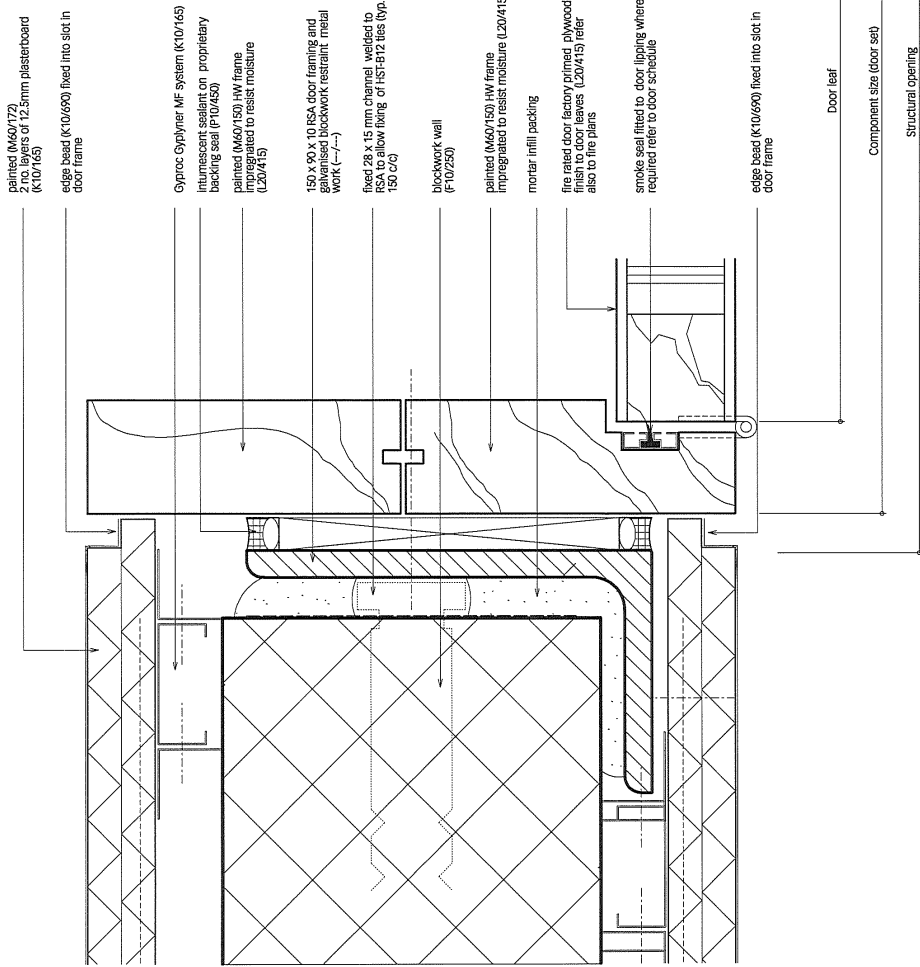 painted (M60/172)
2 no. layers of 12.5mm plasterboard
(K10/165)
edge bead (K10/690) fixed into slot in
door frame
Gyproc Gyplyner MF system (K10/165)
intumescent sealant on proprietary
backing seal (P10/450)
painted (M60/150) HW frame
impregnated to resist moisture
(L20/415)
150 x 90 x 10 RSA door framing and
galvanised blockwork restraint metal
work (---/---)
fixed 28 x 15 mm channel welded to
RSA to allow fixing of HST-B12 ties (typ.
150 c/c)
blockwork wall
(F10/250)
painted (M60/150) HW frame
impregnated to resist moisture (L20/415
mortar infill packing
fire rated door factory primed plywood
finish to door leaves (L20/415) refer
also to fire plans
smoke seal fitted to door lipping where
required refer to door schedule
edge bead (K10/690) fixed into slot in
door frame
Door leaf
Component size (door set)
Structural opening